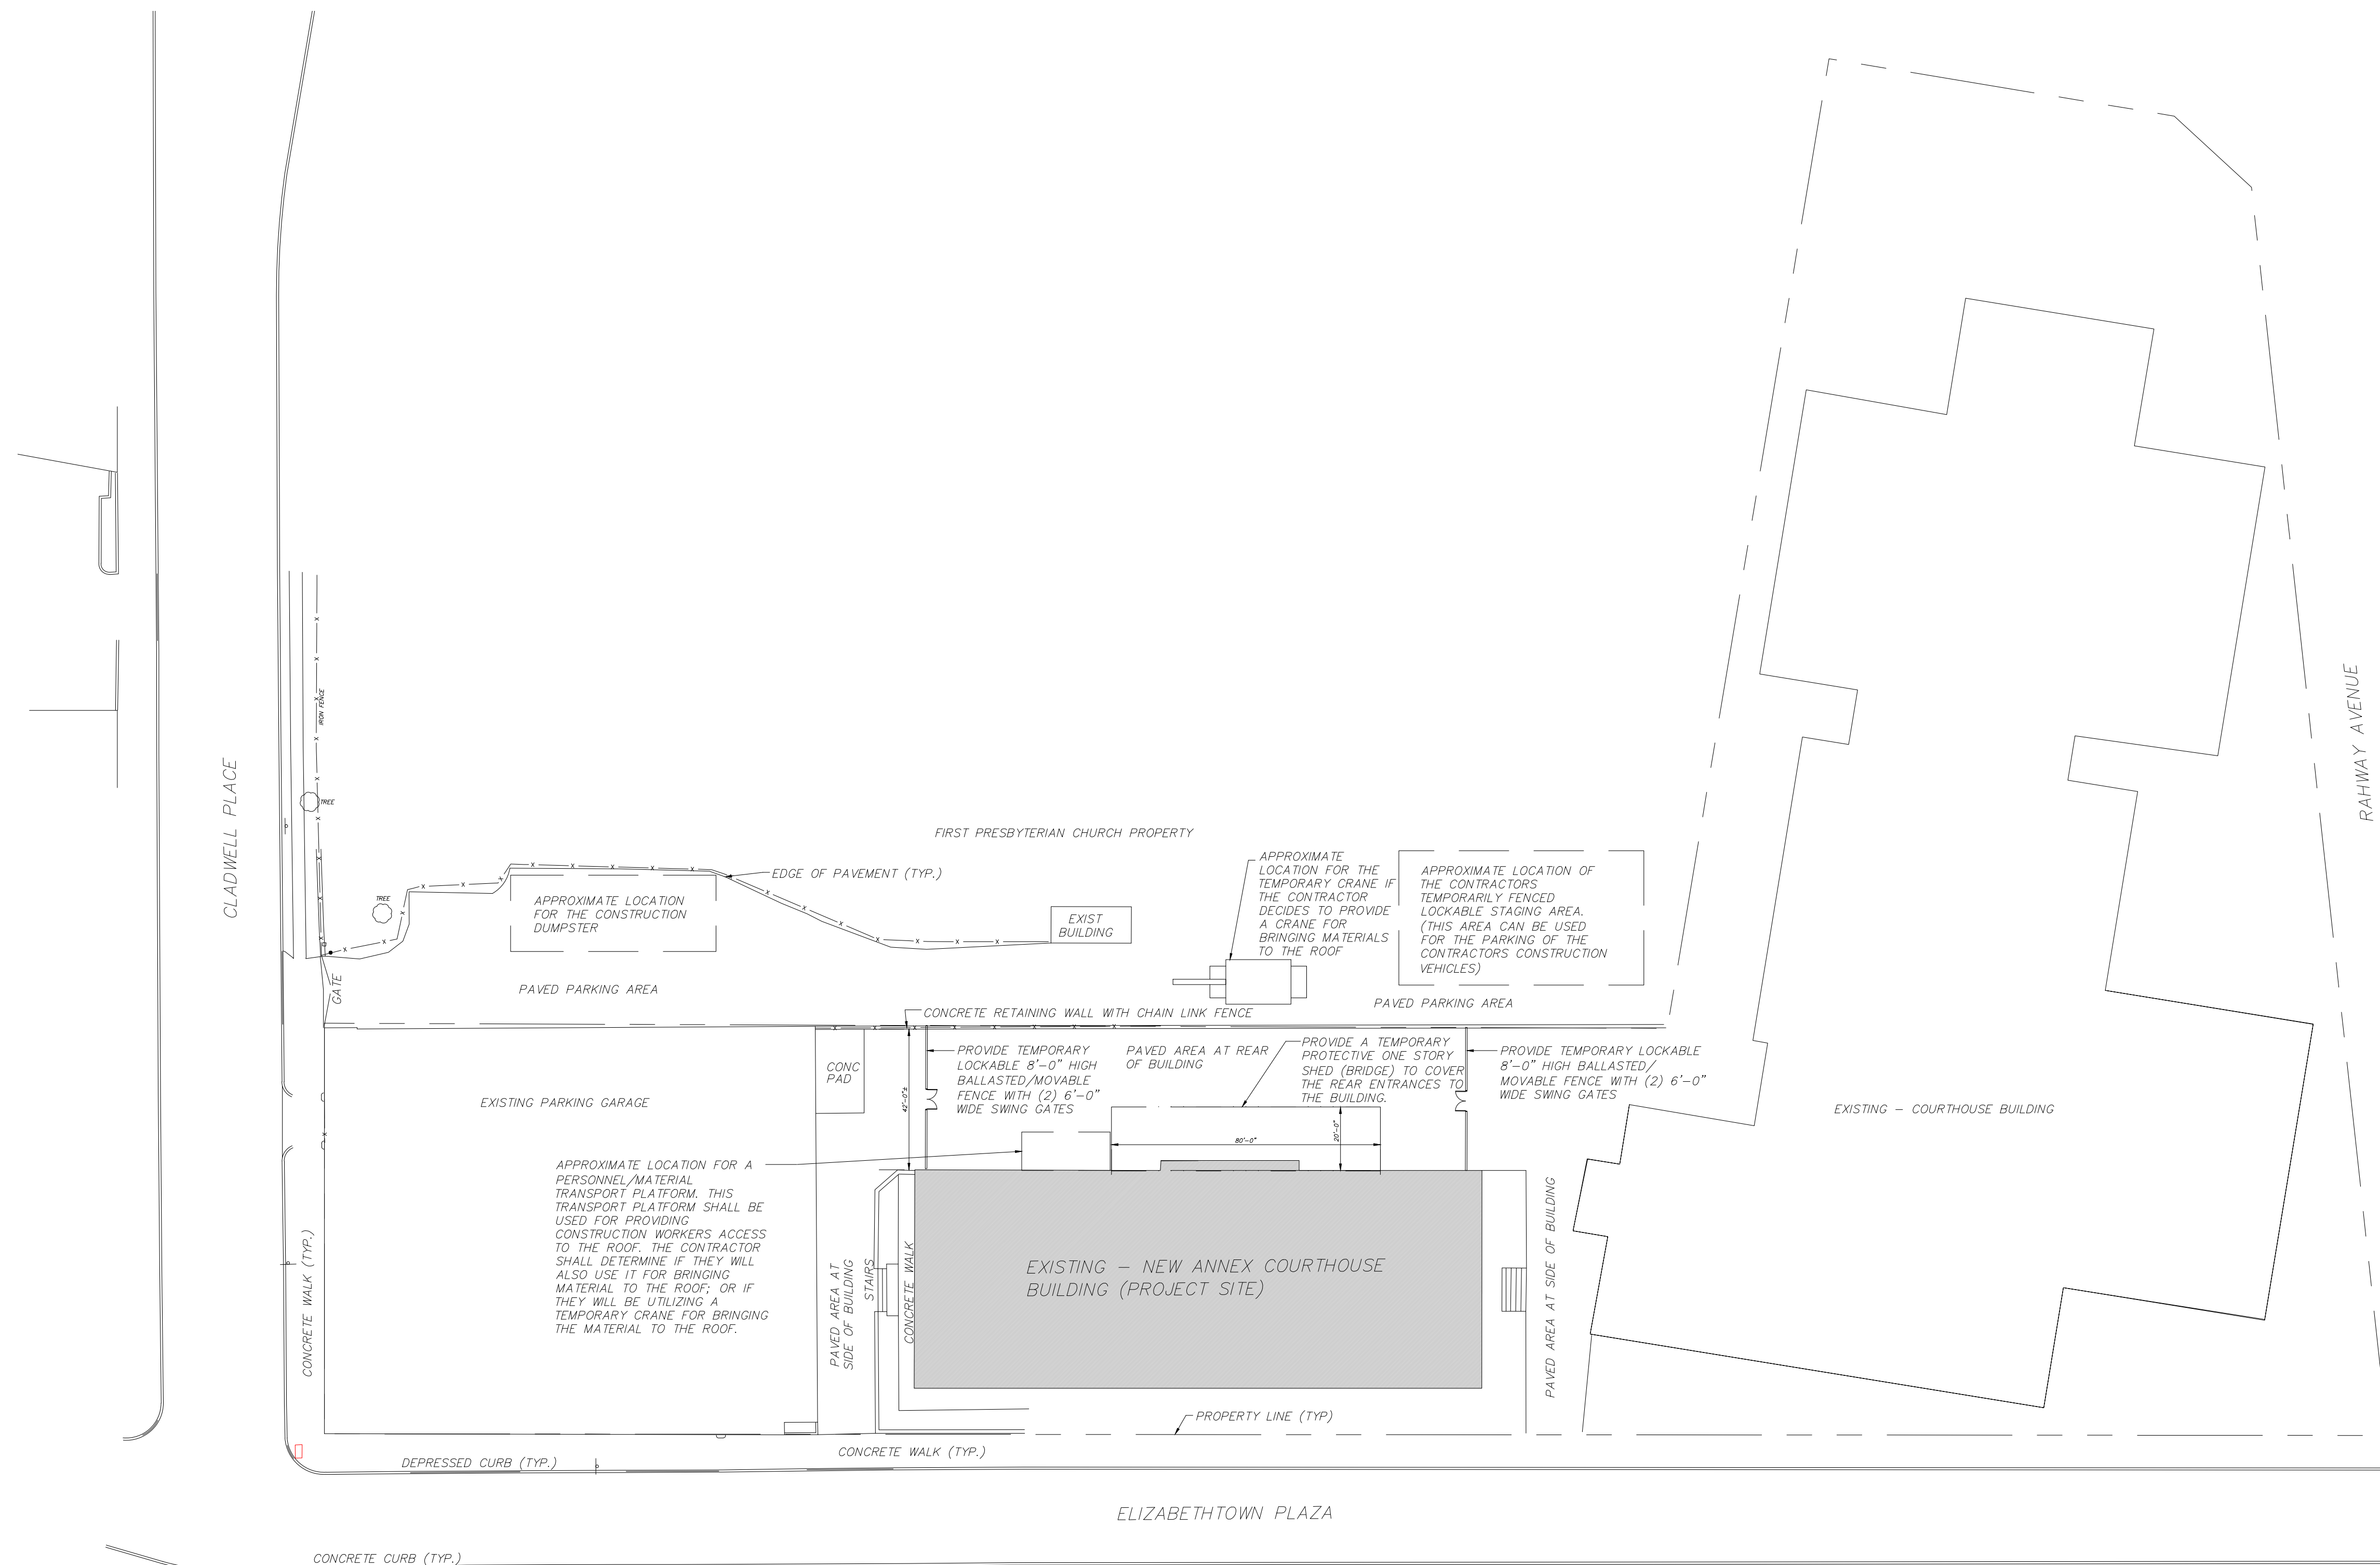 CLADWELL PLACE
IRON FENCE
TREE
TREE
GATE
RAHWAY AVENUE
FIRST PRESBYTERIAN CHURCH PROPERTY
EDGE OF PAVEMENT (TYP.)
APPROXIMATE LOCATION
FOR THE CONSTRUCTION
DUMPSTER
EXIST
BUILDING
APPROXIMATE
LOCATION FOR THE
TEMPORARY CRANE IF
THE CONTRACTOR
DECIDES TO PROVIDE
A CRANE FOR
BRINGING MATERIALS
TO THE ROOF
APPROXIMATE LOCATION OF
THE CONTRACTORS
TEMPORARILY FENCED
LOCKABLE STAGING AREA.
(THIS AREA CAN BE USED
FOR THE PARKING OF THE
CONTRACTORS CONSTRUCTION
VEHICLES)
PAVED PARKING AREA
PAVED PARKING AREA
CONCRETE RETAINING WALL WITH CHAIN LINK FENCE
CONC
PAD
42'-0"±
PROVIDE TEMPORARY
LOCKABLE 8'-0" HIGH
BALLASTED/MOVABLE
FENCE WITH (2) 6'-0"
WIDE SWING GATES
PAVED AREA AT REAR
OF BUILDING
PROVIDE A TEMPORARY
PROTECTIVE ONE STORY
SHED (BRIDGE) TO COVER
THE REAR ENTRANCES TO
THE BUILDING.
PROVIDE TEMPORARY LOCKABLE
8'-0" HIGH BALLASTED/
MOVABLE FENCE WITH (2) 6'-0"
WIDE SWING GATES
EXISTING PARKING GARAGE
EXISTING - COURTHOUSE BUILDING
80'-0"
20'-0"
APPROXIMATE LOCATION FOR A
PERSONNEL/MATERIAL
TRANSPORT PLATFORM. THIS
TRANSPORT PLATFORM SHALL BE
USED FOR PROVIDING
CONSTRUCTION WORKERS ACCESS
TO THE ROOF. THE CONTRACTOR
SHALL DETERMINE IF THEY WILL
ALSO USE IT FOR BRINGING
MATERIAL TO THE ROOF; OR IF
THEY WILL BE UTILIZING A
TEMPORARY CRANE FOR BRINGING
THE MATERIAL TO THE ROOF.
CONCRETE WALK (TYP.)
PAVED AREA AT
SIDE OF BUILDING
STAIRS
CONCRETE WALK
EXISTING - NEW ANNEX COURTHOUSE
BUILDING (PROJECT SITE)
PAVED AREA AT SIDE OF BUILDING
PROPERTY LINE (TYP)
CONCRETE WALK (TYP.)
DEPRESSED CURB (TYP.)
ELIZABETHTOWN PLAZA
CONCRETE CURB (TYP.)